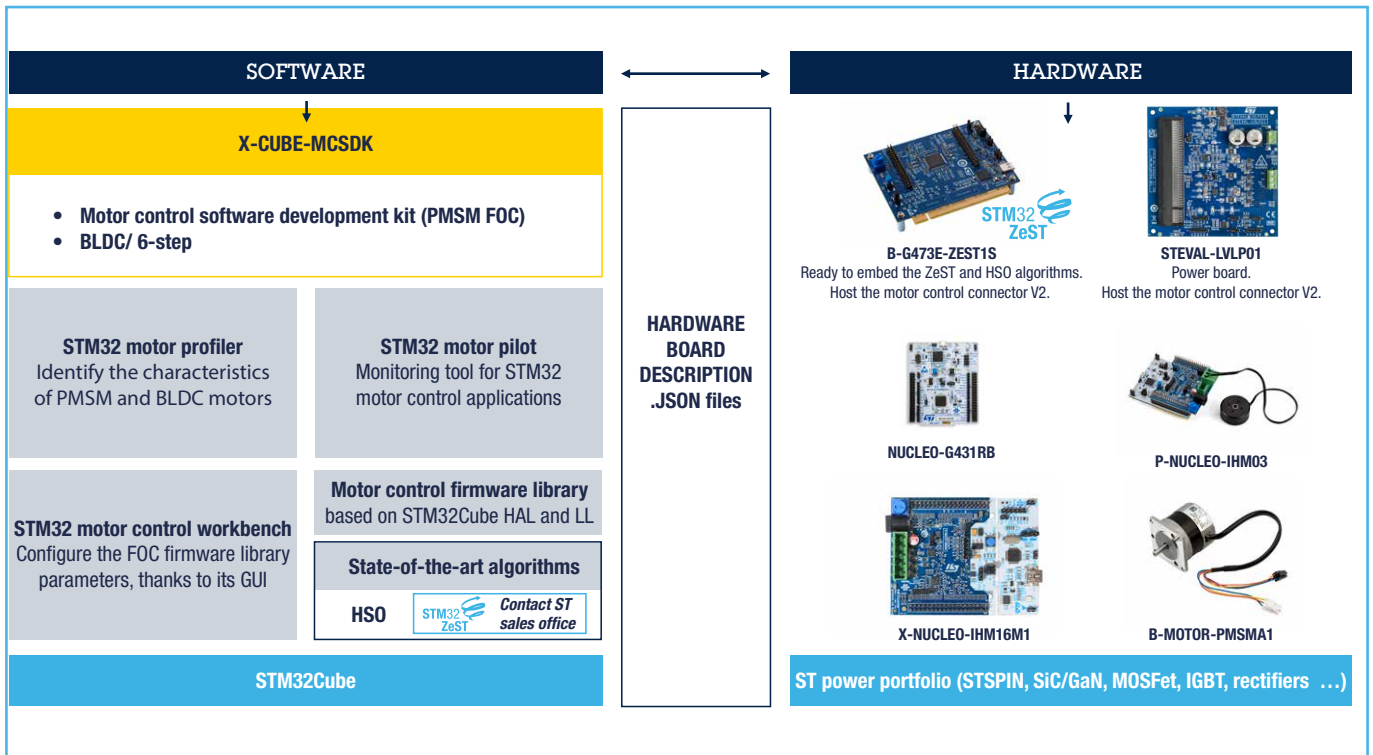 SOFTWARE
X-CUBE-MCSDK
• Motor control software development kit (PMSM FOC)
• BLDC/ 6-step
STM32 motor profiler
Identify the characteristics
of PMSM and BLDC motors
STM32 motor pilot
Monitoring tool for STM32
motor control applications
STM32 motor control workbench
Configure the FOC firmware library
parameters, thanks to its GUI
Motor control firmware library
based on STM32Cube HAL and LL
State-of-the-art algorithms
HSO
STM32
ZeST
Contact ST
sales office
STM32Cube
HARDWARE
BOARD
DESCRIPTION
.JSON files
HARDWARE
STM32
ZeST
B-G473E-ZEST1S
Ready to embed the ZeST and HSO algorithms.
Host the motor control connector V2.
STEVAL-LVLP01
Power board.
Host the motor control connector V2.
NUCLEO-G431RB
P-NUCLEO-IHM03
X-NUCLEO-IHM16M1
B-MOTOR-PMSMA1
ST power portfolio (STSPIN, SiC/GaN, MOSFet, IGBT, rectifiers …)